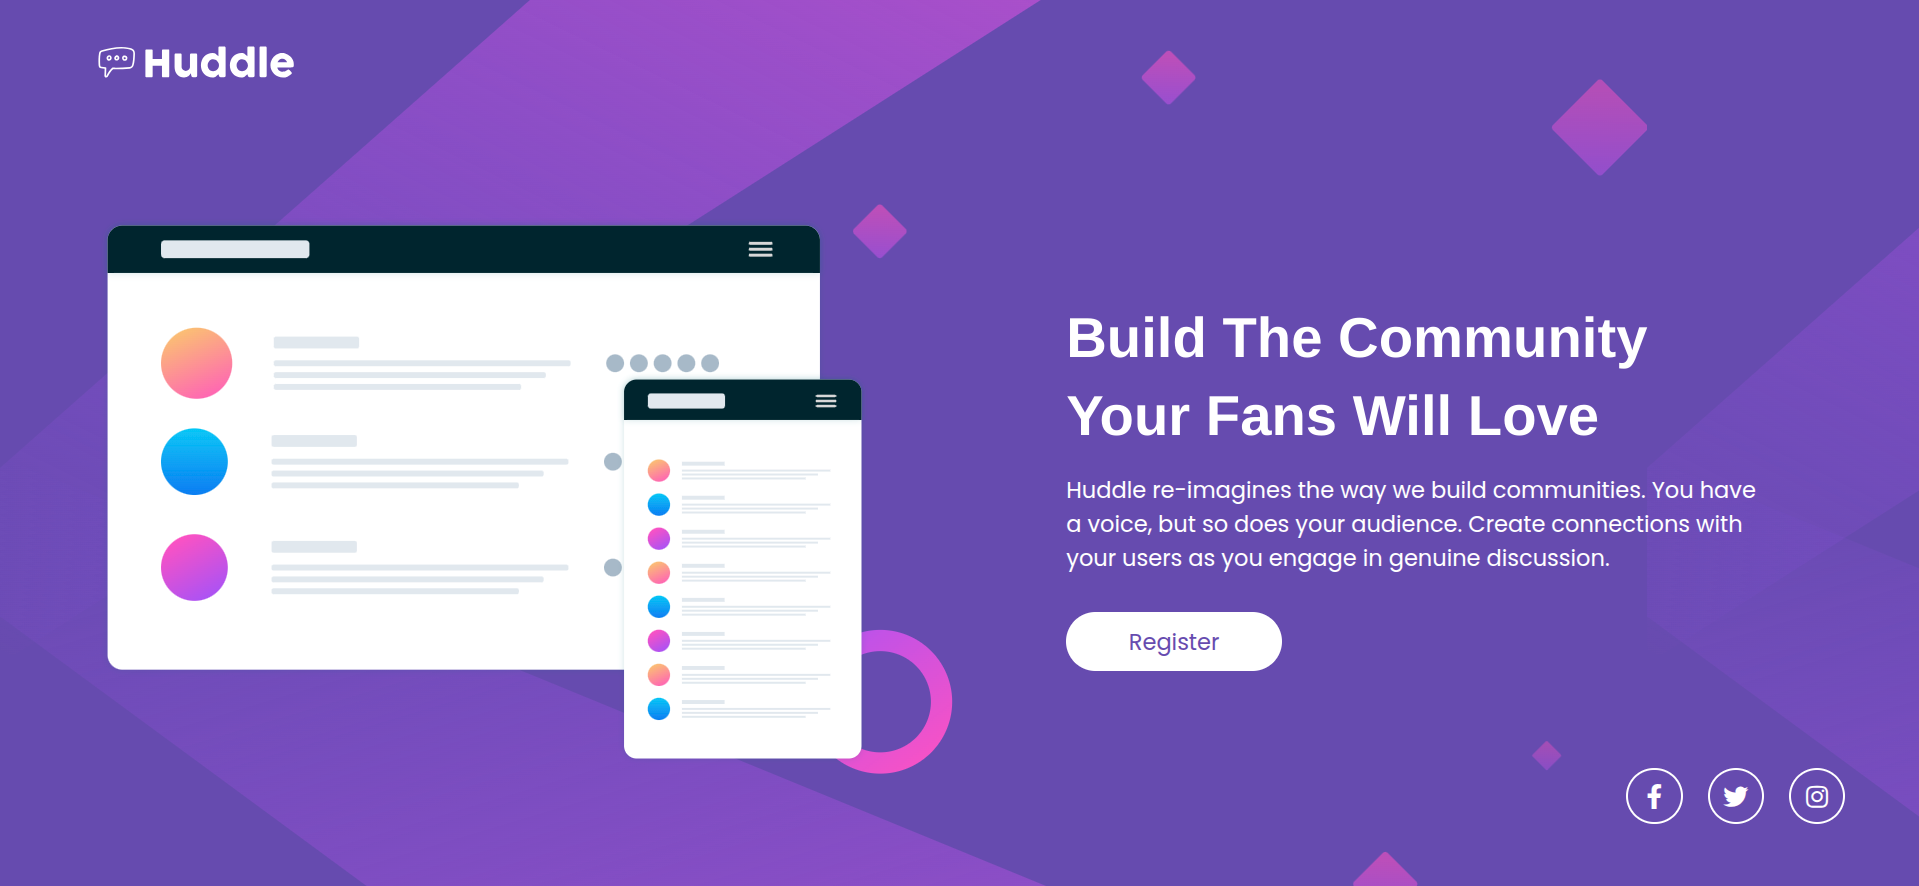 Huddle
Build The Community
Your Fans Will Love
Huddle re-imagines the way we build communities. You have
a voice, but so does your audience. Create connections with
your users as you engage in genuine discussion.
Register